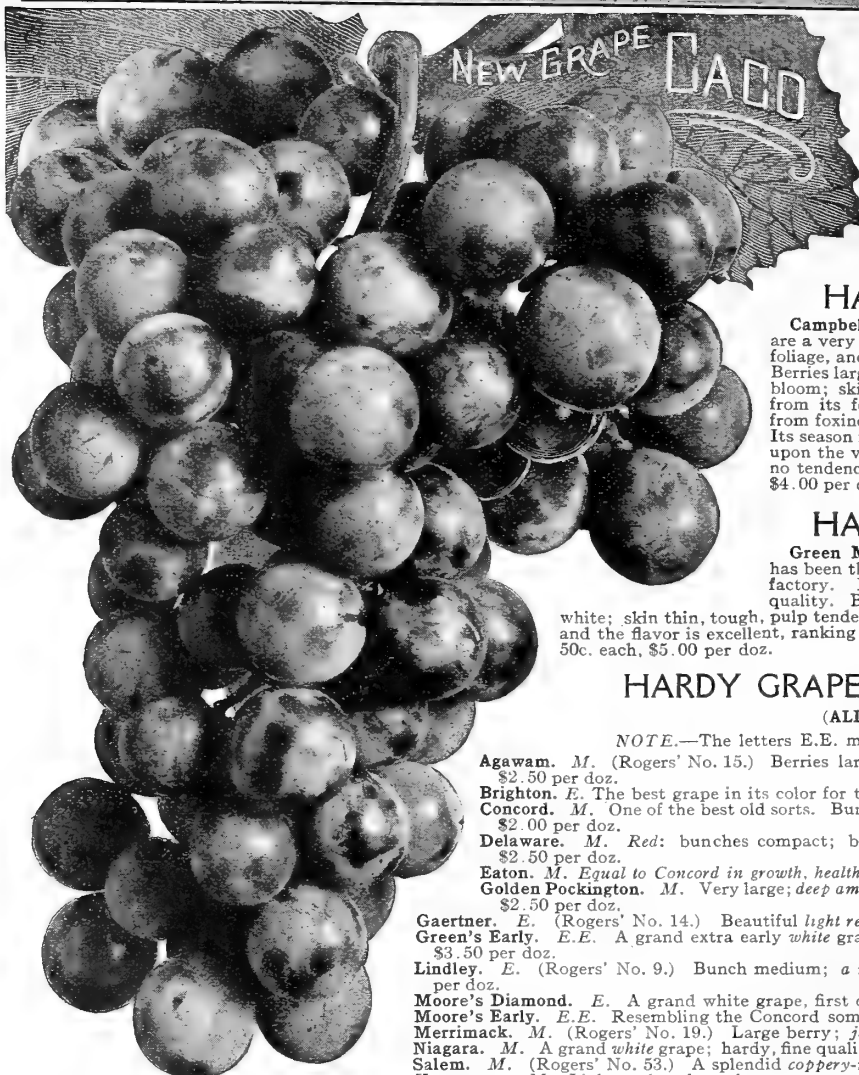 NEW GRAPE CACO
HA
Campbel
are a very
foliage, and
Berries larg
bloom; ski
from its f
from foxine
Its season
upon the v
no tendenc
$4.00 per
HA
Green M
has been th
factory.
quality. B
white; skin thin, tough, pulp tende
and the flavor is excellent, ranking
50c. each, $5.00 per doz.
HARDY GRAPE
(ALL
NOTE.—The letters E.E. m
Agawam. M. (Rogers' No. 15.) Berries lar
$2.50 per doz.
Brighton. E. The best grape in its color for t
Concord. M. One of the best old sorts. Bun
$2.00 per doz.
Delaware. M. Red: bunches compact; b
$2.50 per doz.
Eaton. M. Equal to Concord in growth, health
Golden Pockington. M. Very large; deep am
$2.50 per doz.
Gaertner. E. (Rogers' No. 14.) Beautiful light re
Green's Early. E.E. A grand extra early white gra
$3.50 per doz.
Lindley. E. (Rogers' No. 9.) Bunch medium; a
per doz.
Moore's Diamond. E. A grand white grape, first
Moore's Early. E.E. Resembling the Concord som
Merrimack. M. (Rogers' No. 19.) Large berry; j
Niagara. M. A grand white grape; hardy, fine quali
Salem. M. (Rogers' No. 53.) A splendid coppery-